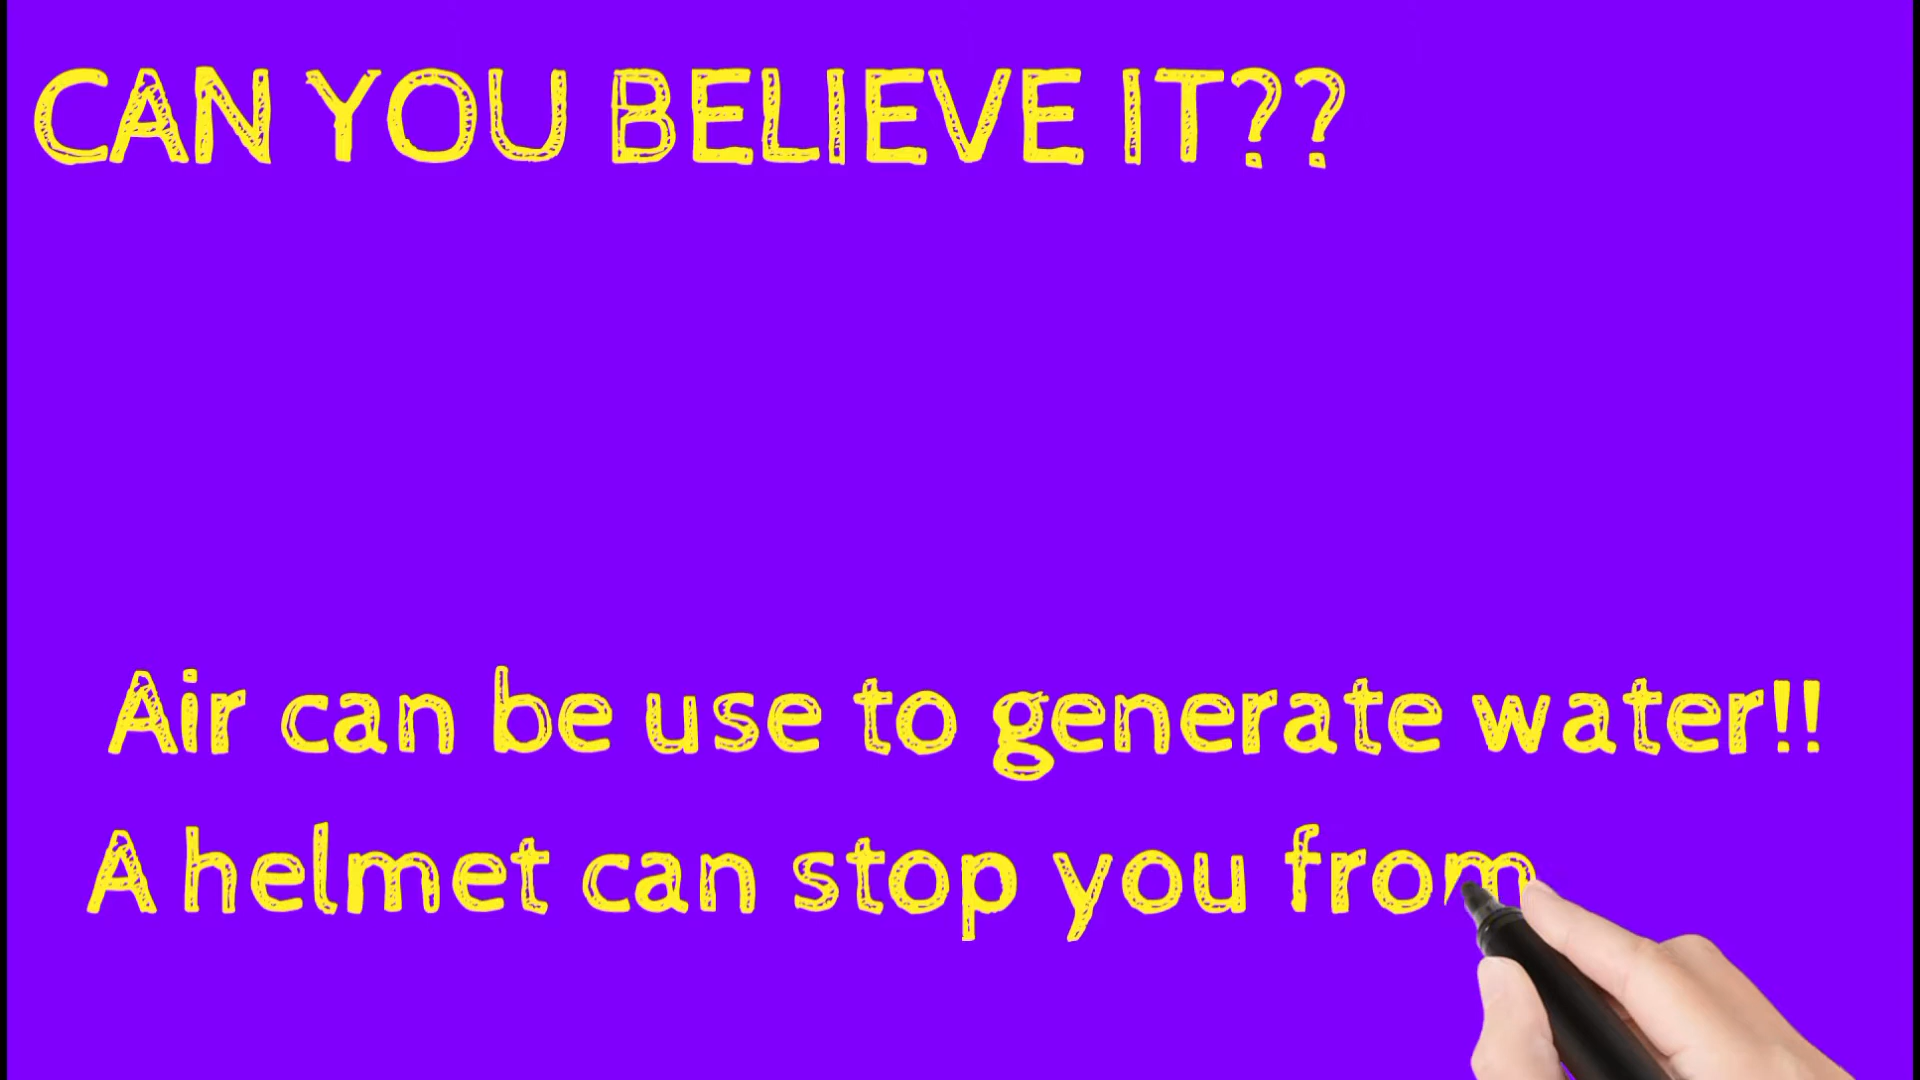 CAN YOU BELIEVE IT??
Air can be use to generate water!!
A helmet can stop you from